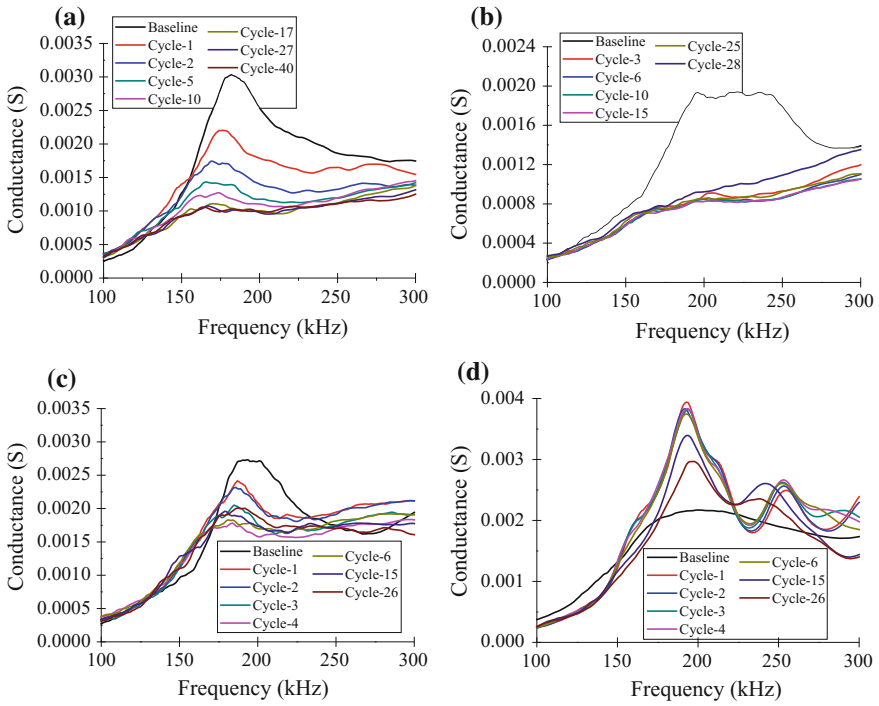 (a)
Baseline
Cycle-1
Cycle-2
Cycle-5
Cycle-10
Cycle-17
Cycle-27
Cycle-40
0.0035
0.0030
0.0025
0.0020
0.0015
0.0010
0.0005
0.0000
Conductance (S)
100 150 200 250 300
Frequency (kHz)
(b)
Baseline
Cycle-3
Cycle-6
Cycle-10
Cycle-15
Cycle-25
Cycle-28
0.0024
0.0020
0.0016
0.0012
0.0008
0.0004
0.0000
Conductance (S)
100 150 200 250 300
Frequency (kHz)
(c)
0.0035
0.0030
0.0025
0.0020
0.0015
0.0010
0.0005
0.0000
Conductance (S)
Baseline
Cycle-1
Cycle-2
Cycle-3
Cycle-4
Cycle-6
Cycle-15
Cycle-26
100 150 200 250 300
Frequency (kHz)
(d)
0.004
0.003
0.002
0.001
0.000
Conductance (S)
Baseline
Cycle-1
Cycle-2
Cycle-3
Cycle-4
Cycle-6
Cycle-15
Cycle-26
100 150 200 250 300
Frequency (kHz)